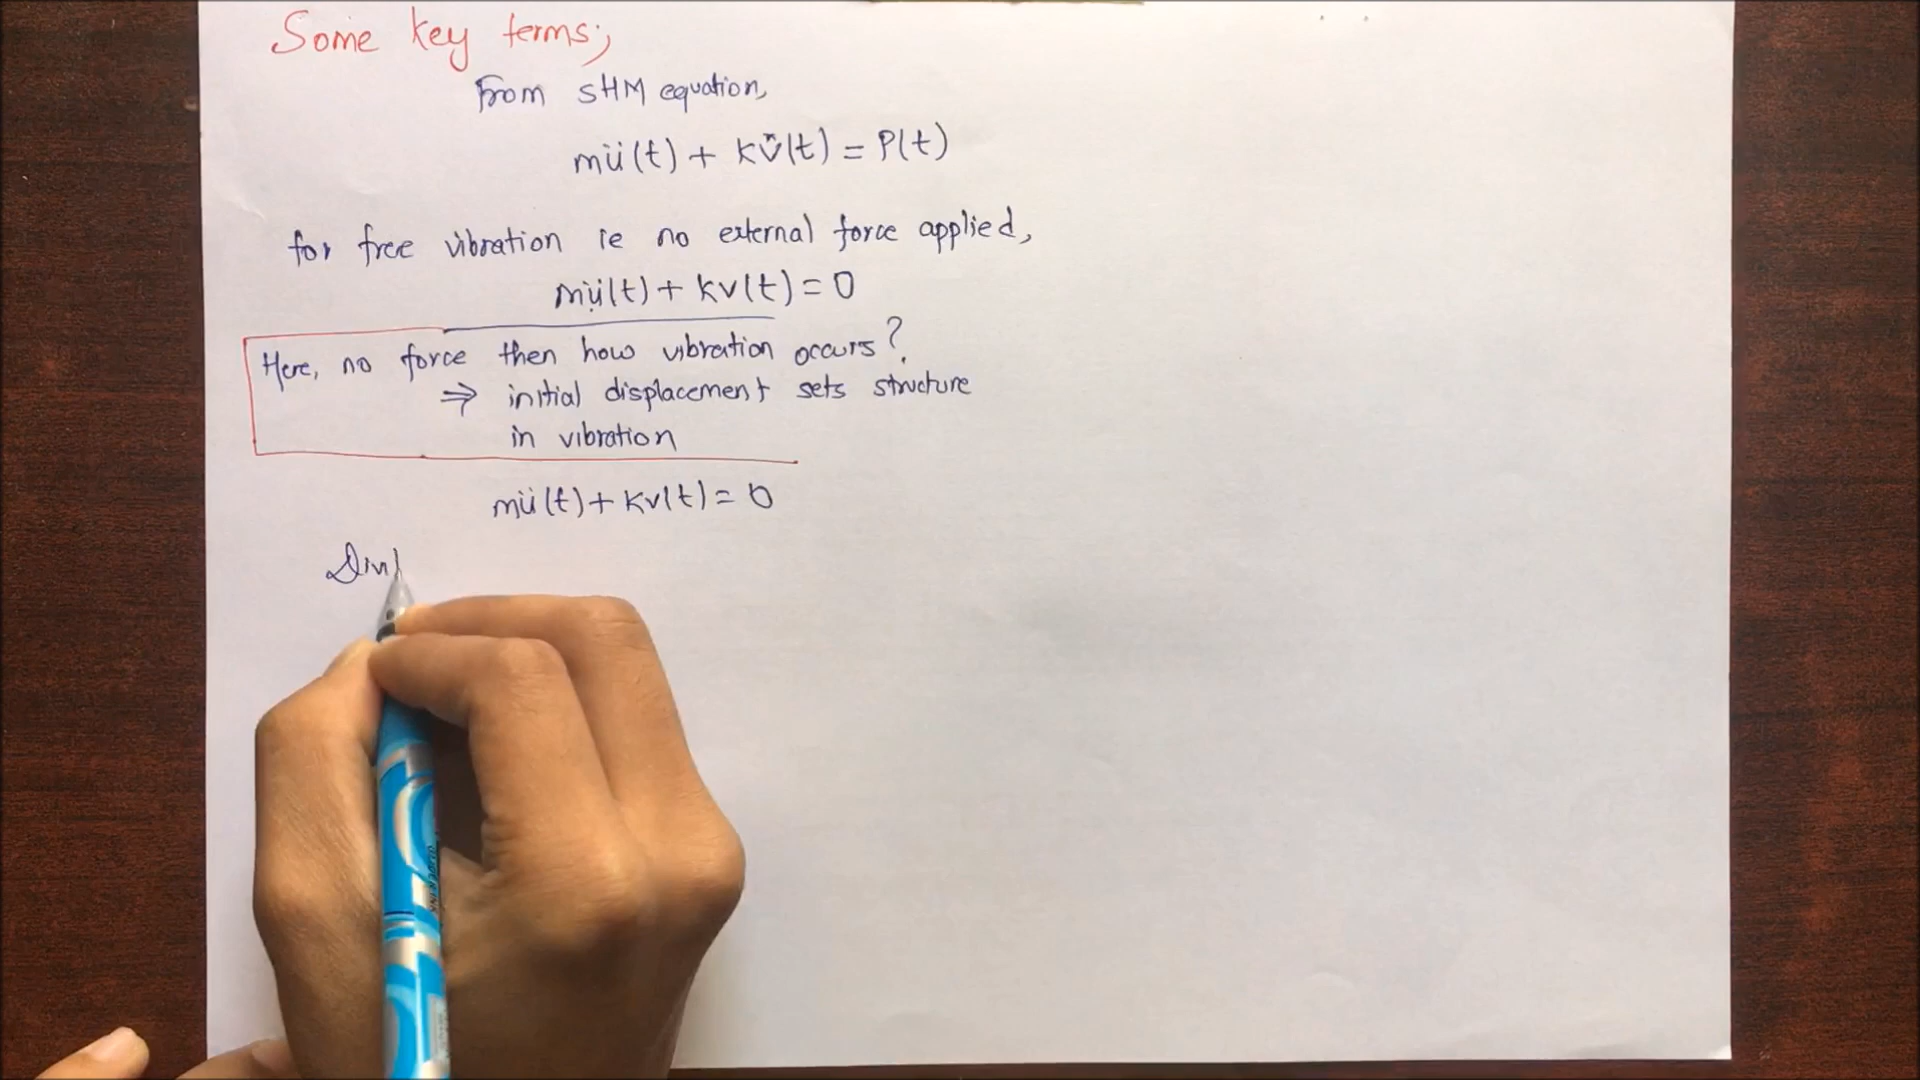 Some key terms;
From SHM equation,
mü(t) + kv̈(t) = P(t)
for free vibration ie no external force applied,
mü(t) + kv(t) = 0
Here, no force then how vibration occurs?
⇒ initial displacement sets structure
in vibration
mü(t) + kv(t) = 0